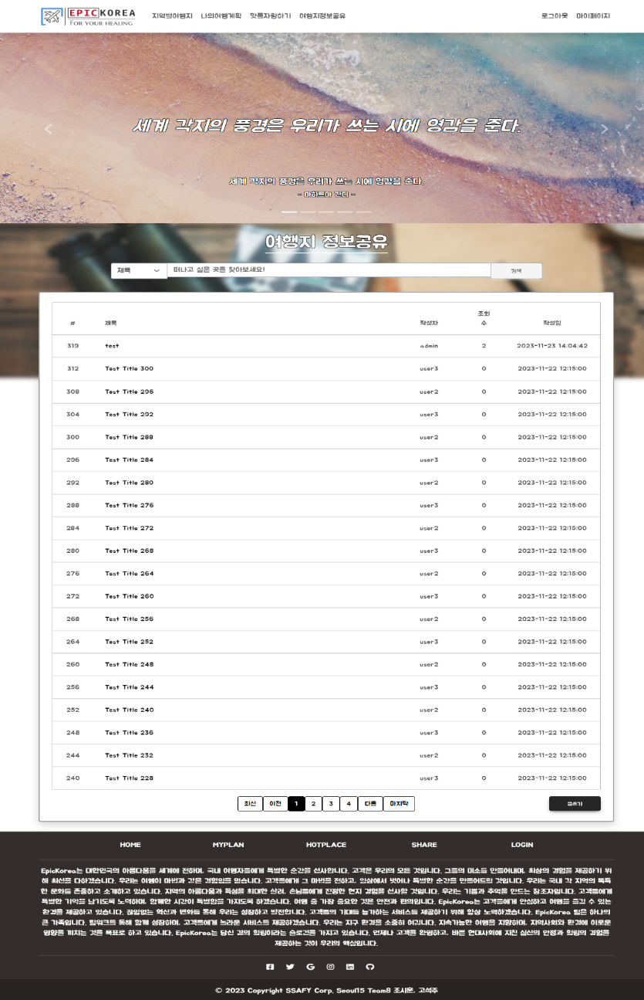 EPICKOREA
FOR YOUR HEALING
지역별여행지 나의여행계획 핫플자랑하기 여행지정보공유
로그아웃 마이페이지
세계 각지의 풍경은 우리가 쓰는 시에 영감을 준다.
세계 각지의 풍경은 우리가 쓰는 시에 영감을 준다.
- 마하트마 간디 -
여행지 정보공유
제목 떠나고 싶은 곳을 찾아보세요! 검색
# 제목 작성자 조회수 작성일
319 test admin 2 2023-11-23 14:04:42
312 Test Title 300 user3 0 2023-11-22 12:15:00
308 Test Title 296 user2 0 2023-11-22 12:15:00
304 Test Title 292 user3 0 2023-11-22 12:15:00
300 Test Title 288 user2 0 2023-11-22 12:15:00
296 Test Title 284 user3 0 2023-11-22 12:15:00
292 Test Title 280 user2 0 2023-11-22 12:15:00
288 Test Title 276 user3 0 2023-11-22 12:15:00
284 Test Title 272 user2 0 2023-11-22 12:15:00
280 Test Title 268 user3 0 2023-11-22 12:15:00
276 Test Title 264 user2 0 2023-11-22 12:15:00
272 Test Title 260 user3 0 2023-11-22 12:15:00
268 Test Title 256 user2 0 2023-11-22 12:15:00
264 Test Title 252 user3 0 2023-11-22 12:15:00
260 Test Title 248 user2 0 2023-11-22 12:15:00
256 Test Title 244 user3 0 2023-11-22 12:15:00
252 Test Title 240 user2 0 2023-11-22 12:15:00
248 Test Title 236 user3 0 2023-11-22 12:15:00
244 Test Title 232 user2 0 2023-11-22 12:15:00
240 Test Title 228 user3 0 2023-11-22 12:15:00
최신 이전 1 2 3 4 다음 마지막 글쓰기
HOME MYPLAN HOTPLACE SHARE LOGIN
EpicKorea는 대한민국의 아름다움을 세계에 전하며, 국내 여행자들에게 특별한 순간을 선사합니다. 고객은 우리의 모든 것입니다. 그들의 미소를 만들어내며, 최상의 경험을 제공하기 위
해 최선을 다하겠습니다. 우리는 여행이 마법과 같은 경험임을 믿습니다. 고객들에게 그 마법을 전하고, 일상에서 벗어나 특별한 순간을 만들어드릴 것입니다. 우리는 국내 각 지역의 독특
한 문화를 존중하고 소개하고 있습니다. 지역의 아름다움과 특성을 최대한 살려, 손님들에게 진정한 현지 경험을 선사할 것입니다. 우리는 기쁨과 추억을 만드는 창조자입니다. 고객들에게
특별한 기억을 남기도록 노력하며, 함께한 시간이 특별함을 가지도록 하겠습니다. 여행 중 가장 중요한 것은 안전과 편의입니다. EpicKorea는 고객들에게 안심하고 여행을 즐길 수 있는
환경을 제공하고 있습니다. 끊임없는 혁신과 변화를 통해 우리는 성장하고 발전합니다. 고객들의 기대를 능가하는 서비스를 제공하기 위해 항상 노력하겠습니다. EpicKorea 팀은 하나의
큰 가족입니다. 팀워크를 통해 함께 성장하며, 고객들에게 놀라운 서비스를 제공하겠습니다. 우리는 지구 환경을 소중히 여깁니다. 지속가능한 여행을 지향하며, 지역사회와 환경에 이로운
영향을 끼치는 것을 목표로 하고 있습니다. EpicKorea는 당신 곁의 힐링이라는 슬로건을 가지고 있습니다. 언제나 고객을 환영하고, 바쁜 현대사회에 지친 심신의 안정과 힐링의 경험을
제공하는 것이 우리의 핵심입니다.
© 2023 Copyright SSAFY Corp. Seoul15 Team8 조시훈, 고석주